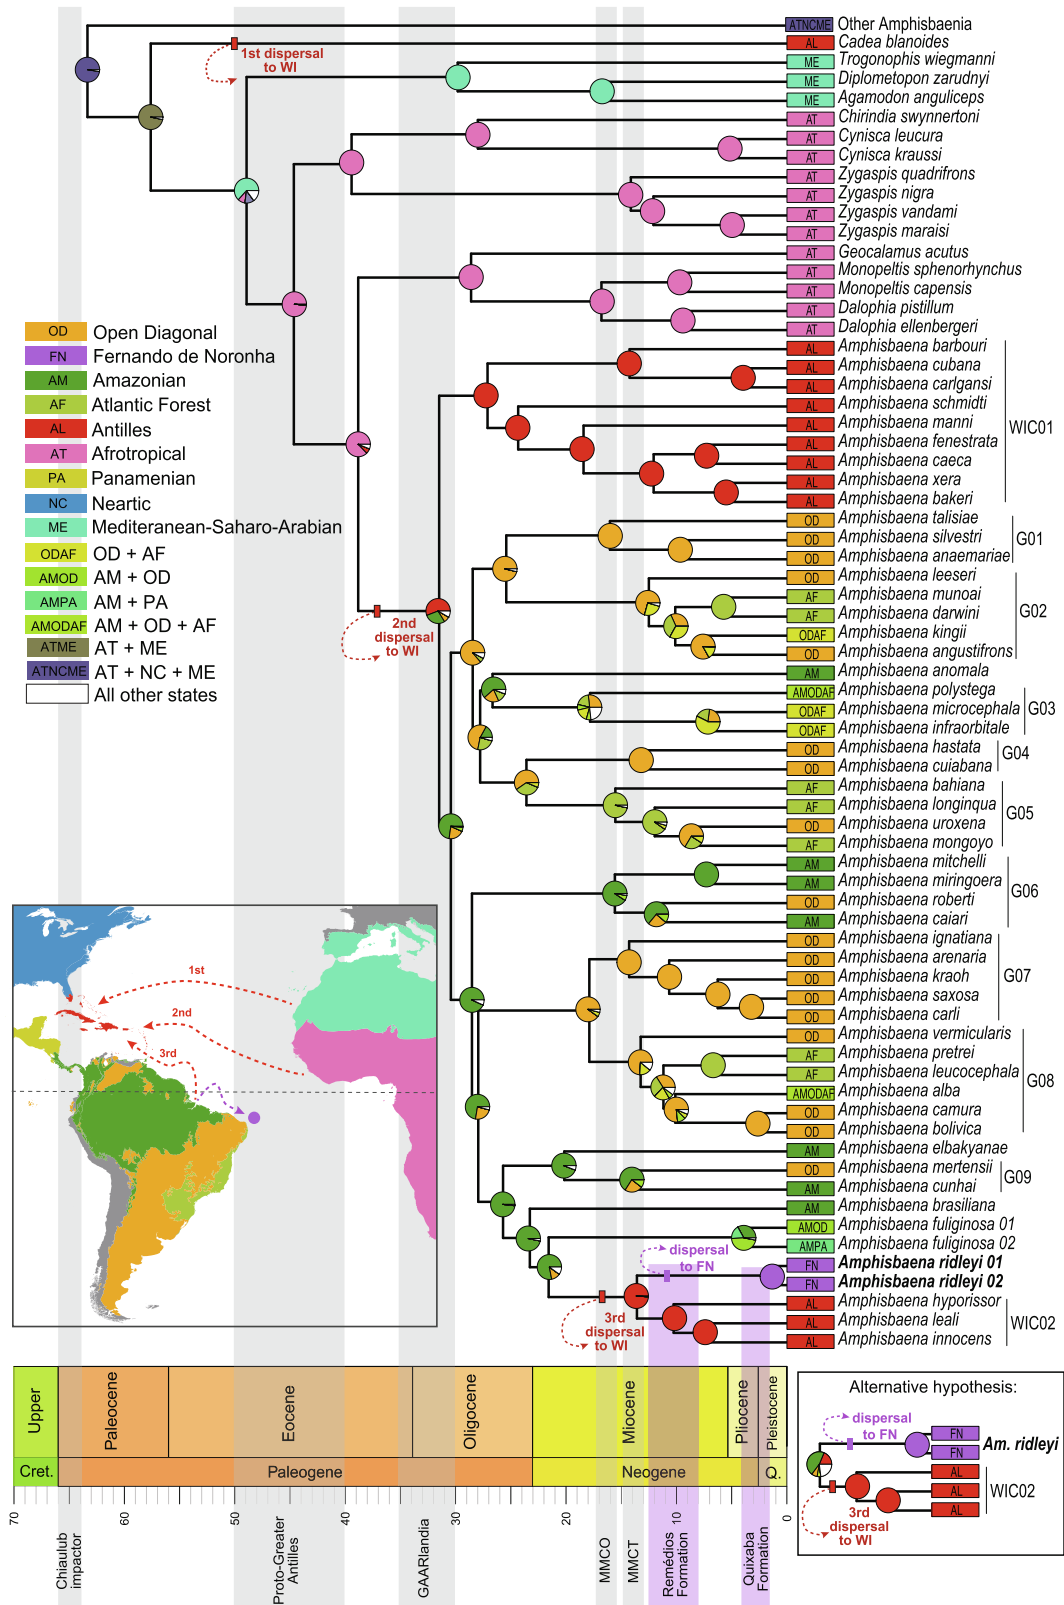 ATNCME Other Amphisbaenia
AL Cadea blanoides
1st dispersal
to WI
ME Trogonophis wiegmanni
ME Diplometopon zarudnyi
ME Agamodon anguliceps
AT Chirindia swynnertoni
AT Cynisca leucura
AT Cynisca kraussi
AT Zygaspis quadrifrons
AT Zygaspis nigra
AT Zygaspis vandami
AT Zygaspis maraisi
AT Geocalamus acutus
AT Monopeltis sphenorhynchus
AT Monopeltis capensis
AT Dalophia pistillum
AT Dalophia ellenbergeri
AL Amphisbaena barbouri
AL Amphisbaena cubana
AL Amphisbaena carlgansi
AL Amphisbaena schmidti
AL Amphisbaena manni
WIC01
AL Amphisbaena fenestrata
AL Amphisbaena caeca
AL Amphisbaena xera
AL Amphisbaena bakeri
OD Amphisbaena talisiae
OD Amphisbaena silvestri
G01
OD Amphisbaena anaemariae
OD Amphisbaena leeseri
AF Amphisbaena munoai
G02
AF Amphisbaena darwini
ODAF Amphisbaena kingii
OD Amphisbaena angustifrons
AM Amphisbaena anomala
AMODAF Amphisbaena polystega
ODAF Amphisbaena microcephala
G03
ODAF Amphisbaena infraorbitale
OD Amphisbaena hastata
G04
OD Amphisbaena cuiabana
AF Amphisbaena bahiana
AF Amphisbaena longinqua
G05
OD Amphisbaena uroxena
AF Amphisbaena mongoyo
AM Amphisbaena mitchelli
AM Amphisbaena miringoera
G06
OD Amphisbaena roberti
AM Amphisbaena caiari
OD Amphisbaena ignatiana
OD Amphisbaena arenaria
OD Amphisbaena kraoh
G07
OD Amphisbaena saxosa
OD Amphisbaena carli
OD Amphisbaena vermicularis
AF Amphisbaena pretrei
G08
AF Amphisbaena leucocephala
AMODAF Amphisbaena alba
OD Amphisbaena camura
OD Amphisbaena bolivica
AM Amphisbaena elbakyanae
OD Amphisbaena mertensii
G09
AM Amphisbaena cunhai
AM Amphisbaena brasiliana
AMOD Amphisbaena fuliginosa 01
AMPA Amphisbaena fuliginosa 02
FN Amphisbaena ridleyi 01
FN Amphisbaena ridleyi 02
AL Amphisbaena hyporissor
AL Amphisbaena leali
WIC02
AL Amphisbaena innocens
2nd
dispersal
to WI
dispersal
to FN
3rd
dispersal
to WI
OD Open Diagonal
FN Fernando de Noronha
AM Amazonian
AF Atlantic Forest
AL Antilles
AT Afrotropical
PA Panamenian
NC Neartic
ME Mediteranean-Saharo-Arabian
ODAF OD + AF
AMOD AM + OD
AMPA AM + PA
AMODAF AM + OD + AF
ATME AT + ME
ATNCME AT + NC + ME
All other states
1st
2nd
3rd
Upper
Paleocene
Eocene
Oligocene
Miocene
Pliocene
Pleistocene
Cret.
Paleogene
Neogene
Q.
70
60
50
40
30
20
10
0
Chiaulub
impactor
Proto-Greater
Antilles
GAARlandia
MMCO
MMCT
Remédios
Formation
Quixaba
Formation
Alternative hypothesis:
dispersal
to FN
FN
FN
Am. ridleyi
AL
AL
AL
WIC02
3rd
dispersal
to WI